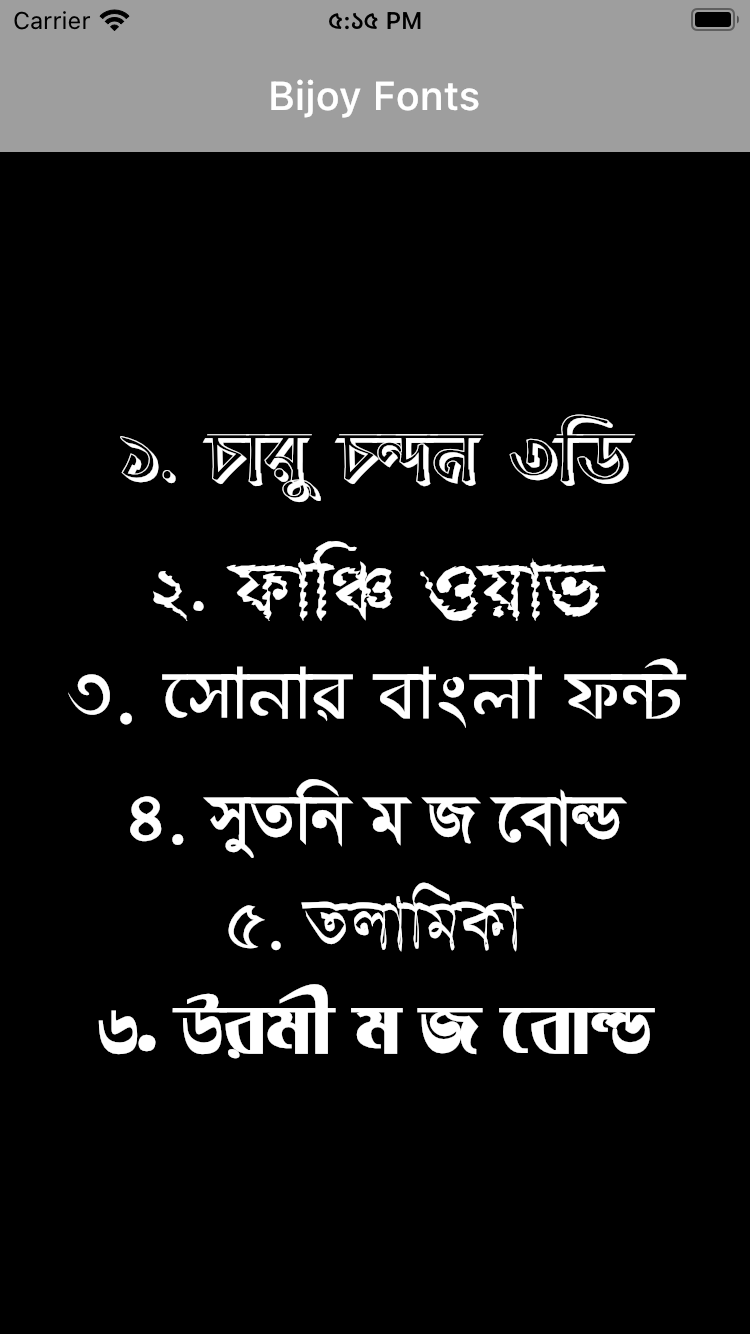 Carrier ৫:১৫ PM
Bijoy Fonts
১. চারু চন্দন ৩ডি
২. ফাঞ্চি ওয়াভ
৩. সোনার বাংলা ফন্ট
৪. সুতনি ম জ বোল্ড
৫. তলামিকা
৬. উরমী ম জ বোল্ড